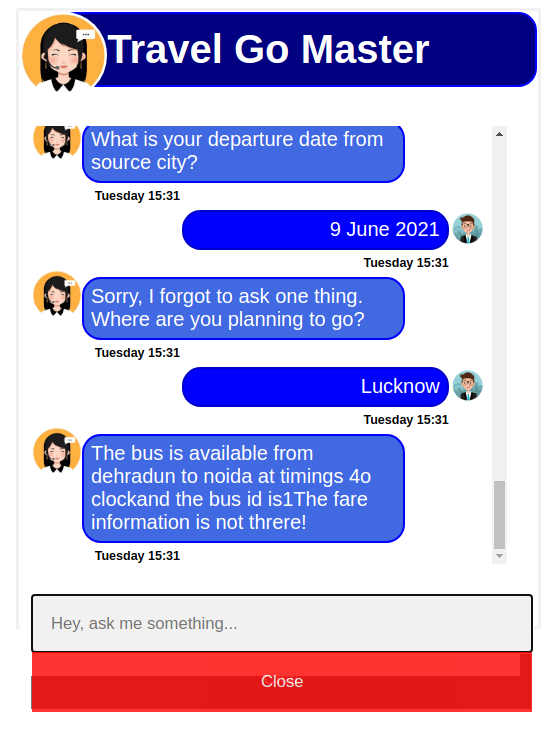 Travel Go Master
What is your departure date from
source city?
Tuesday 15:31
9 June 2021
Tuesday 15:31
Sorry, I forgot to ask one thing.
Where are you planning to go?
Tuesday 15:31
Lucknow
Tuesday 15:31
The bus is available from
dehradun to noida at timings 4o
clockand the bus id is1The fare
information is not threre!
Tuesday 15:31
Hey, ask me something...
Close